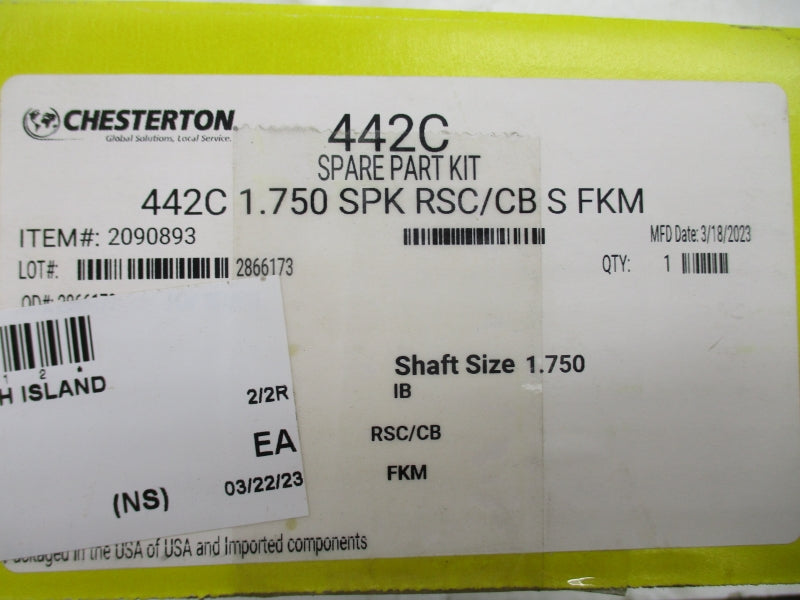 CHESTERTON
Global Solutions, Local Service.
442C
SPARE PART KIT
442C 1.750 SPK RSC/CB S FKM
ITEM#: 2090893
MFD Date: 3/18/2023
LOT#: 2866173
QTY: 1
Shaft Size 1.750
IB
RSC/CB
FKM
1 2
H ISLAND
2/2R
EA
(NS) 03/22/23
in the USA of USA and Imported components